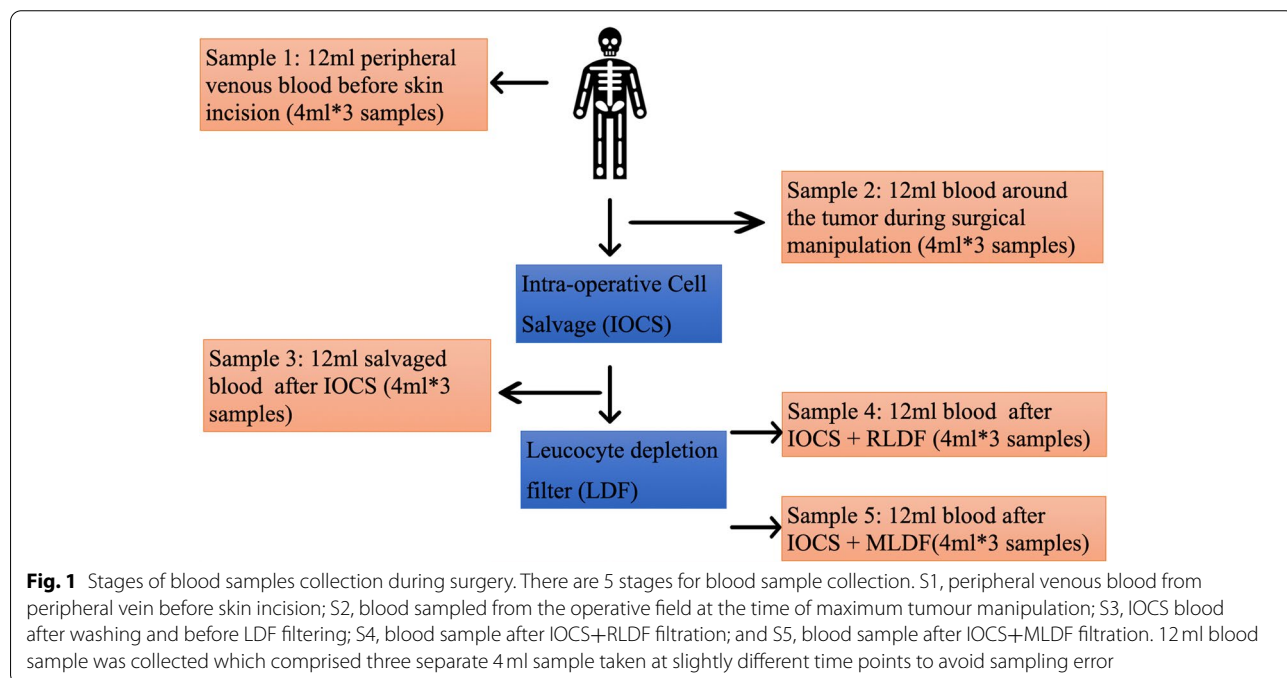 Sample 1: 12ml peripheral
venous blood before skin
incision (4ml*3 samples)
Sample 2: 12ml blood around
the tumor during surgical
manipulation (4ml*3 samples)
Intra-operative Cell
Salvage (IOCS)
Sample 3: 12ml salvaged
blood after IOCS (4ml*3
samples)
Sample 4: 12ml blood after
IOCS + RLDF (4ml*3 samples)
Leucocyte depletion
filter (LDF)
Sample 5: 12ml blood after
IOCS + MLDF(4ml*3 samples)
Fig. 1 Stages of blood samples collection during surgery. There are 5 stages for blood sample collection. S1, peripheral venous blood from
peripheral vein before skin incision; S2, blood sampled from the operative field at the time of maximum tumour manipulation; S3, IOCS blood
after washing and before LDF filtering; S4, blood sample after IOCS+RLDF filtration; and S5, blood sample after IOCS+MLDF filtration. 12 ml blood
sample was collected which comprised three separate 4 ml sample taken at slightly different time points to avoid sampling error